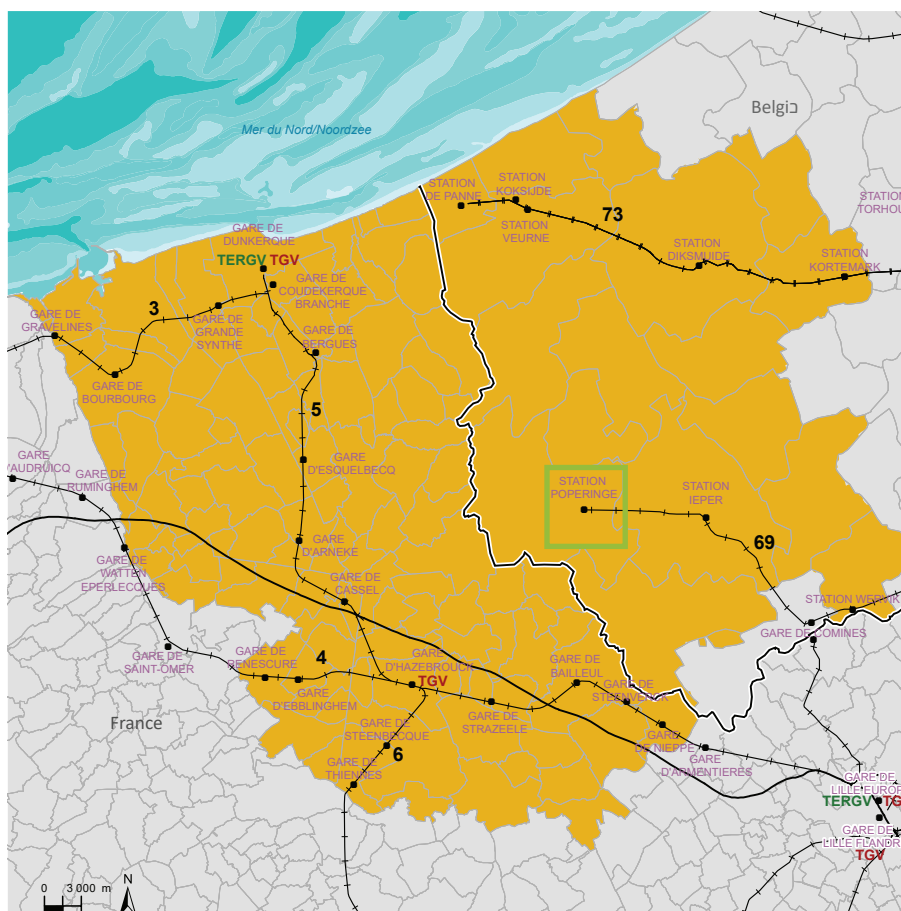 Belgi
Mer du Nord/Noordzee
STATION
DE PANNE
STATION
KOKSIJDE
STATION
VEURNE
73
STATION
TORHOU
STATION
DIKSMUIDE
STATION
KORTEMARK
GARE DE
DUNKERQUE
TERGV TGV
GARE DE
COUDEKERQUE
BRANCHE
GARE DE
GRAVELINES
3
GARE DE
GRANDE
SYNTHE
GARE DE
BERGUES
GARE DE
BOURBOURG
5
GARE
'AUDRUICQ
GARE DE
RUMINGHEM
GARE
D'ESQUELBECQ
STATION
POPERINGE
STATION
IEPER
69
GARE
D'ARNEKE
GARE DE
WATTEN
EPERLECQUES
GARE DE
CASSEL
STATION WERVIK
GARE DE COMINES
GARE DE
SAINT-OMER
GARE DE
RENESCURE
4
GARE
D'EBBLINGHEM
GARE
D'HAZEBROUCK
TGV
GARE DE
BAILLEUL
GARE DE
STEENWERCK
GARE DE
STRAZEELE
GARE
DE NIEPPE
GARE
D'ARMENTIERES
France
GARE DE
STEENBECQUE
6
GARE DE
THIENNES
GARE DE
LILLE EUROP
TERGV TG
GARE DE
LILLE FLANDR
TGV
0 3 000 m
N